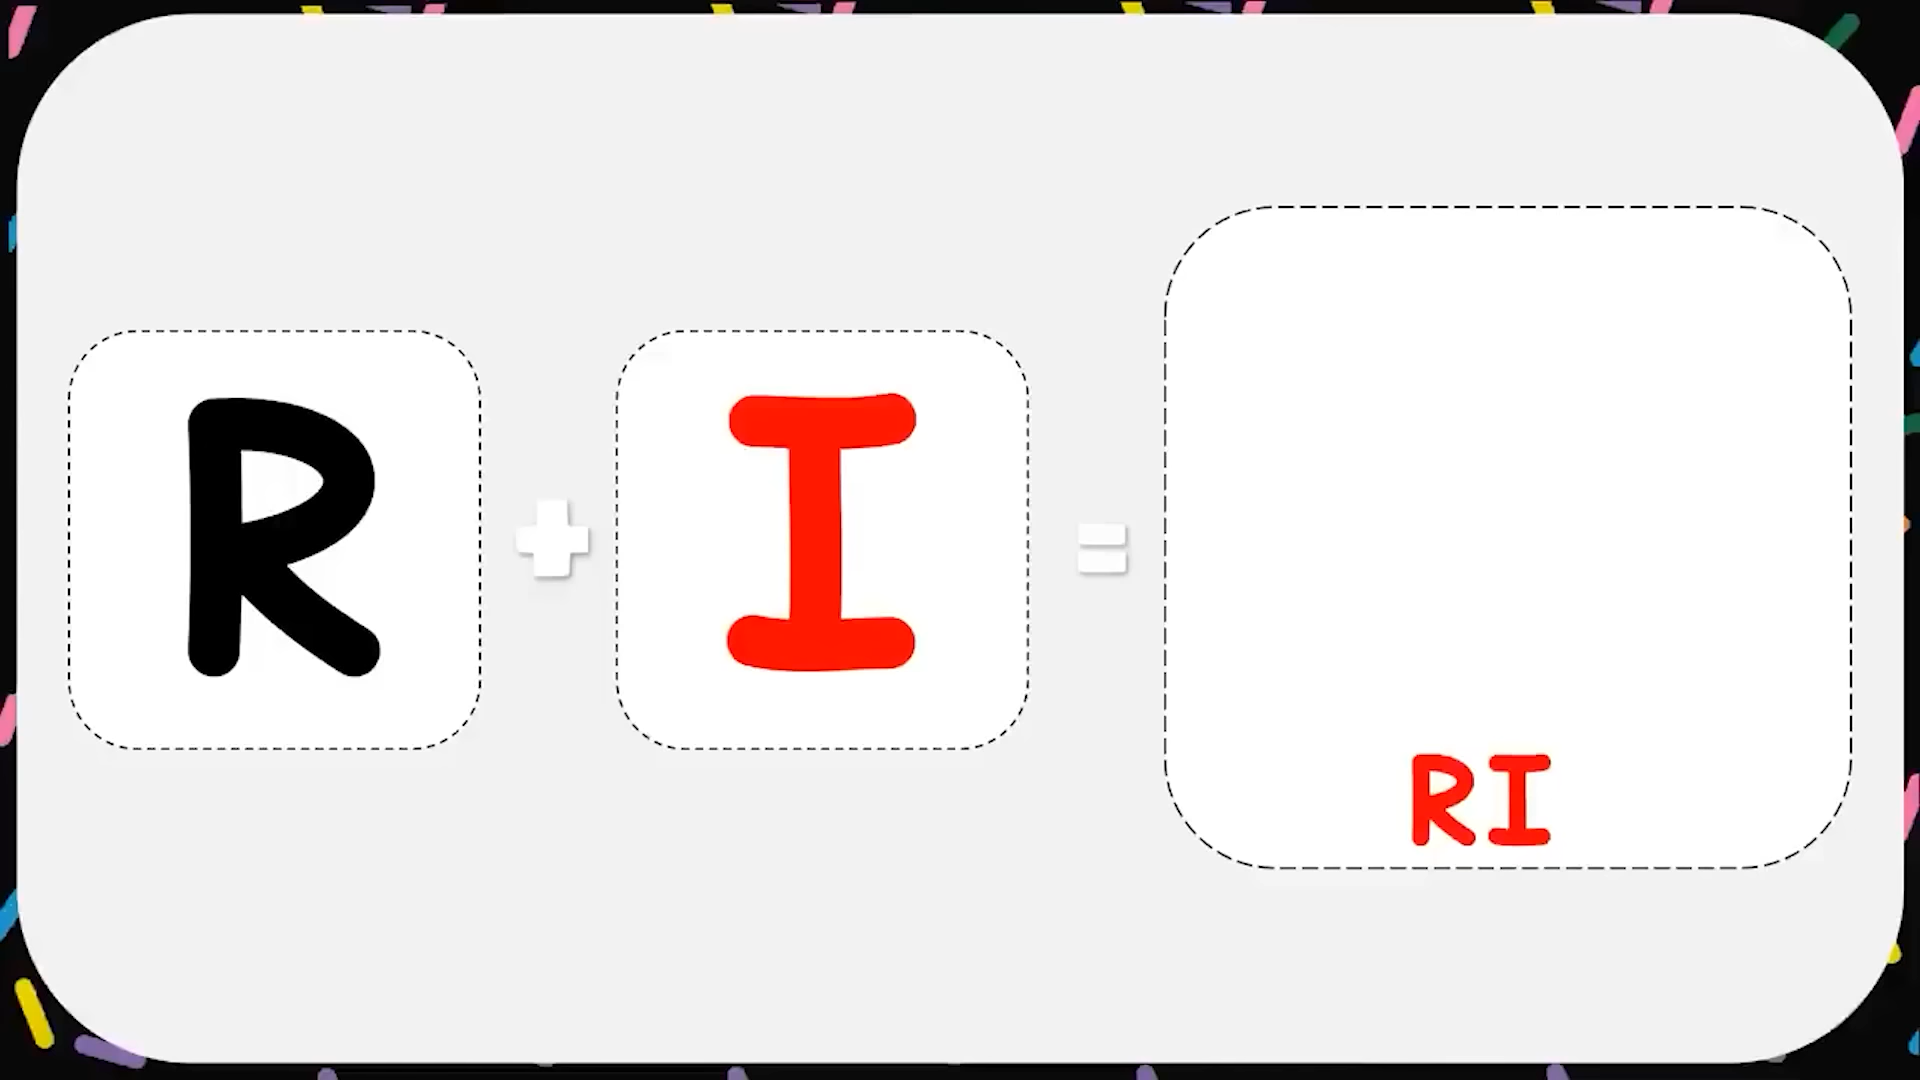 R + I =
RI